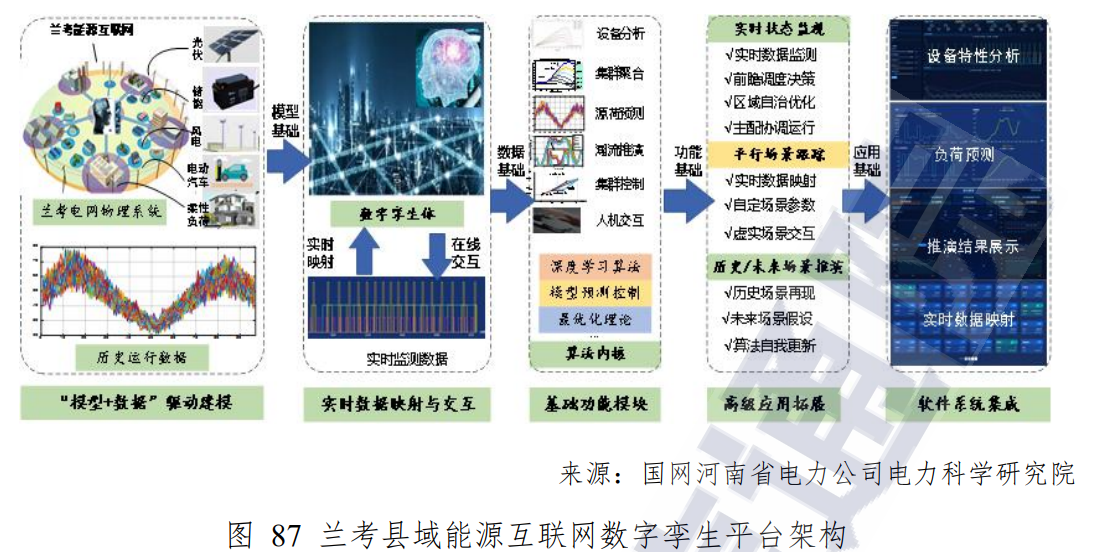 兰考能源互联网
光伏
储能
风电
电动汽车
柔性负荷
兰考电网物理系统
历史运行数据
“模型+数据”驱动建模
模型基础
数字孪生体
实时映射
在线交互
实时监测数据
实时数据映射与交互
数据基础
设备分析
集群聚合
源荷预测
潮流推演
集群控制
人机交互
深度学习算法
模型预测控制
最优化理论
...
算法内核
基础功能模块
功能基础
实时状态监视
√实时数据监测
√前瞻调度决策
√区域自治优化
√主配协调运行
平行场景跟踪
√实时数据映射
√自定场景参数
√虚实场景交互
历史/未来场景推演
√历史场景再现
√未来场景假设
√算法自我更新
高级应用拓展
应用基础
设备特性分析
负荷预测
推演结果展示
实时数据映射
软件系统集成
来源：国网河南省电力公司电力科学研究院
图 87 兰考县域能源互联网数字孪生平台架构